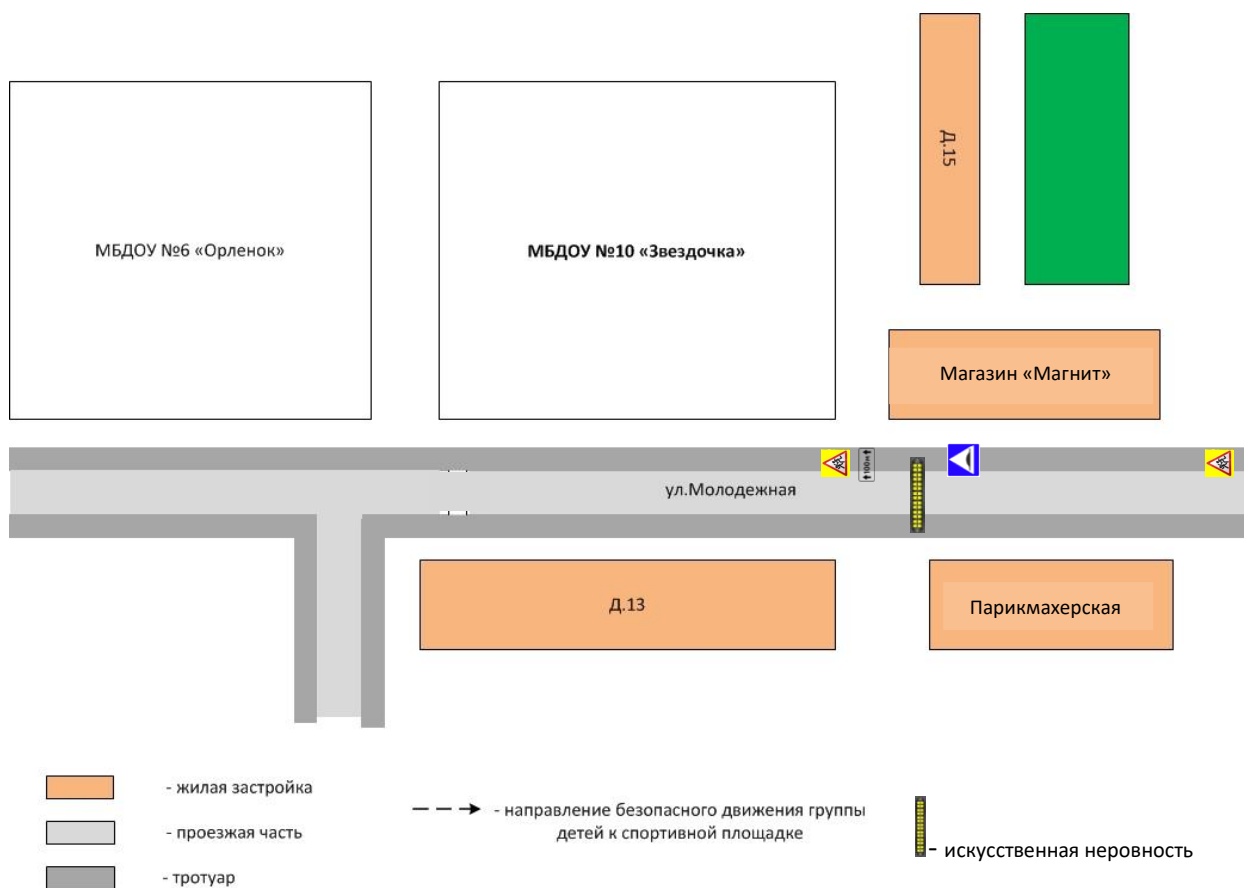 Д.15
МБДОУ №6 «Орленок»
МБДОУ №10 «Звездочка»
Магазин «Магнит»
100м
ул.Молодежная
Д.13
Парикмахерская
- жилая застройка
- проезжая часть
- тротуар
- направление безопасного движения группы
детей к спортивной площадке
- искусственная неровность